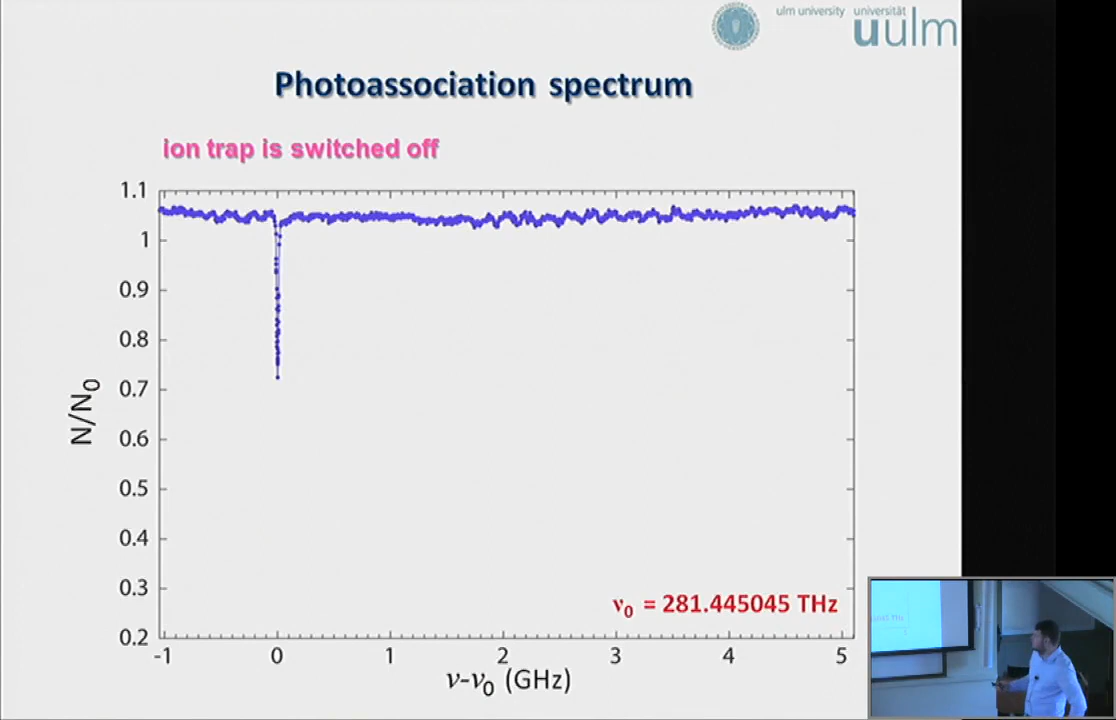 ulm university universität
uulm
Photoassociation spectrum
ion trap is switched off
1.1
1
0.9
0.8
0.7
0.6
0.5
0.4
0.3
0.2
N/N0
ν0 = 281.445045 THz
-1 0 1 2 3 4 5
ν-ν0 (GHz)